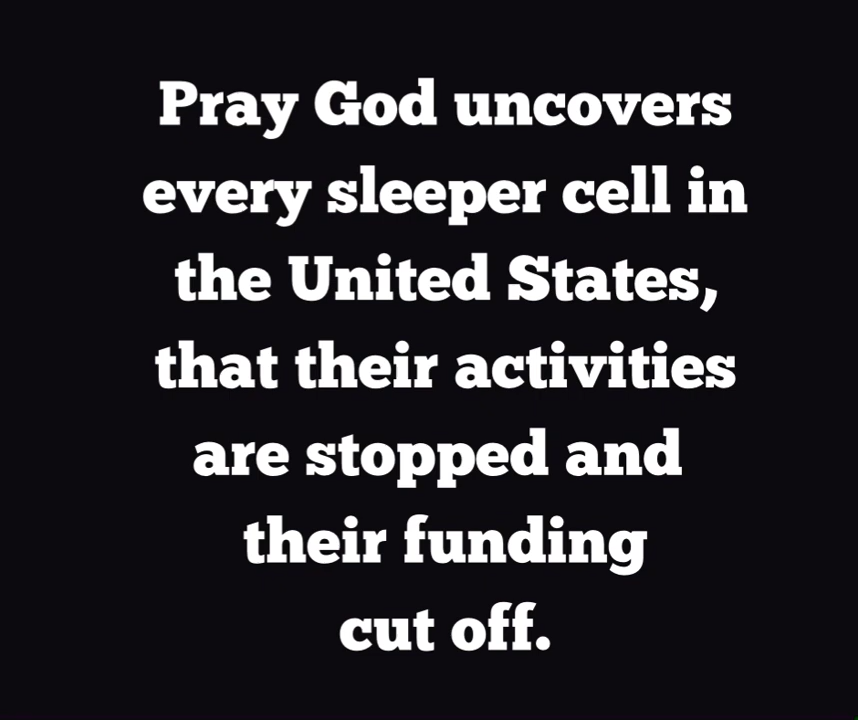 Pray God uncovers
every sleeper cell in
the United States,
that their activities
are stopped and
their funding
cut off.